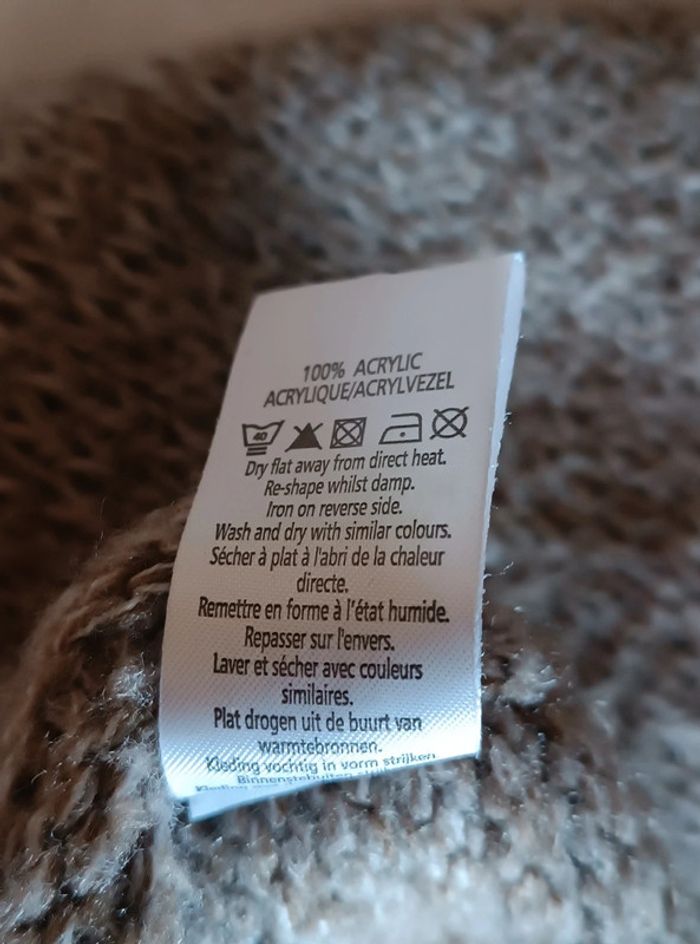 100% ACRYLIC
ACRYLIQUE/ACRYLVEZEL
40
Dry flat away from direct heat.
Re-shape whilst damp.
Iron on reverse side.
Wash and dry with similar colours.
Sécher à plat à l'abri de la chaleur
directe.
Remettre en forme à l'état humide.
Repasser sur l'envers.
Laver et sécher avec couleurs
similaires.
Plat drogen uit de buurt van
warmtebronnen.
Kleding vochtig in vorm strijken.
Binnenstebuiten